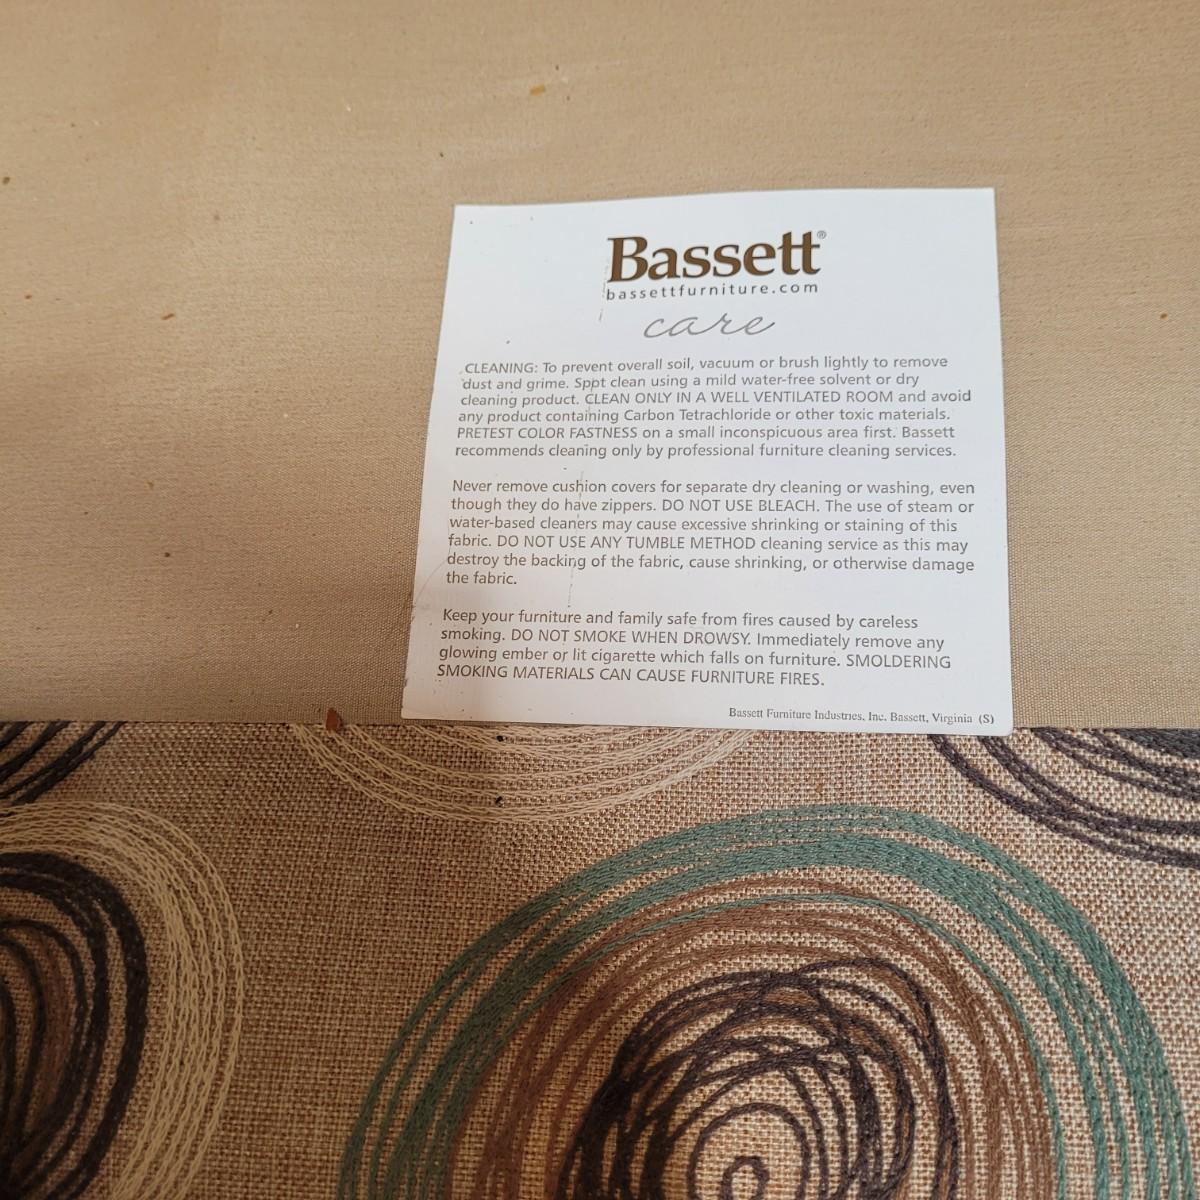 Bassett®
bassettfurniture.com
care
CLEANING: To prevent overall soil, vacuum or brush lightly to remove
dust and grime. Spot clean using a mild water-free solvent or dry
cleaning product. CLEAN ONLY IN A WELL VENTILATED ROOM and avoid
any product containing Carbon Tetrachloride or other toxic materials.
PRETEST COLOR FASTNESS on a small inconspicuous area first. Bassett
recommends cleaning only by professional furniture cleaning services.
Never remove cushion covers for separate dry cleaning or washing, even
though they do have zippers. DO NOT USE BLEACH. The use of steam or
water-based cleaners may cause excessive shrinking or staining of this
fabric. DO NOT USE ANY TUMBLE METHOD cleaning service as this may
destroy the backing of the fabric, cause shrinking, or otherwise damage
the fabric.
Keep your furniture and family safe from fires caused by careless
smoking. DO NOT SMOKE WHEN DROWSY. Immediately remove any
glowing ember or lit cigarette which falls on furniture. SMOLDERING
SMOKING MATERIALS CAN CAUSE FURNITURE FIRES.
Bassett Furniture Industries, Inc. Bassett, Virginia (S)